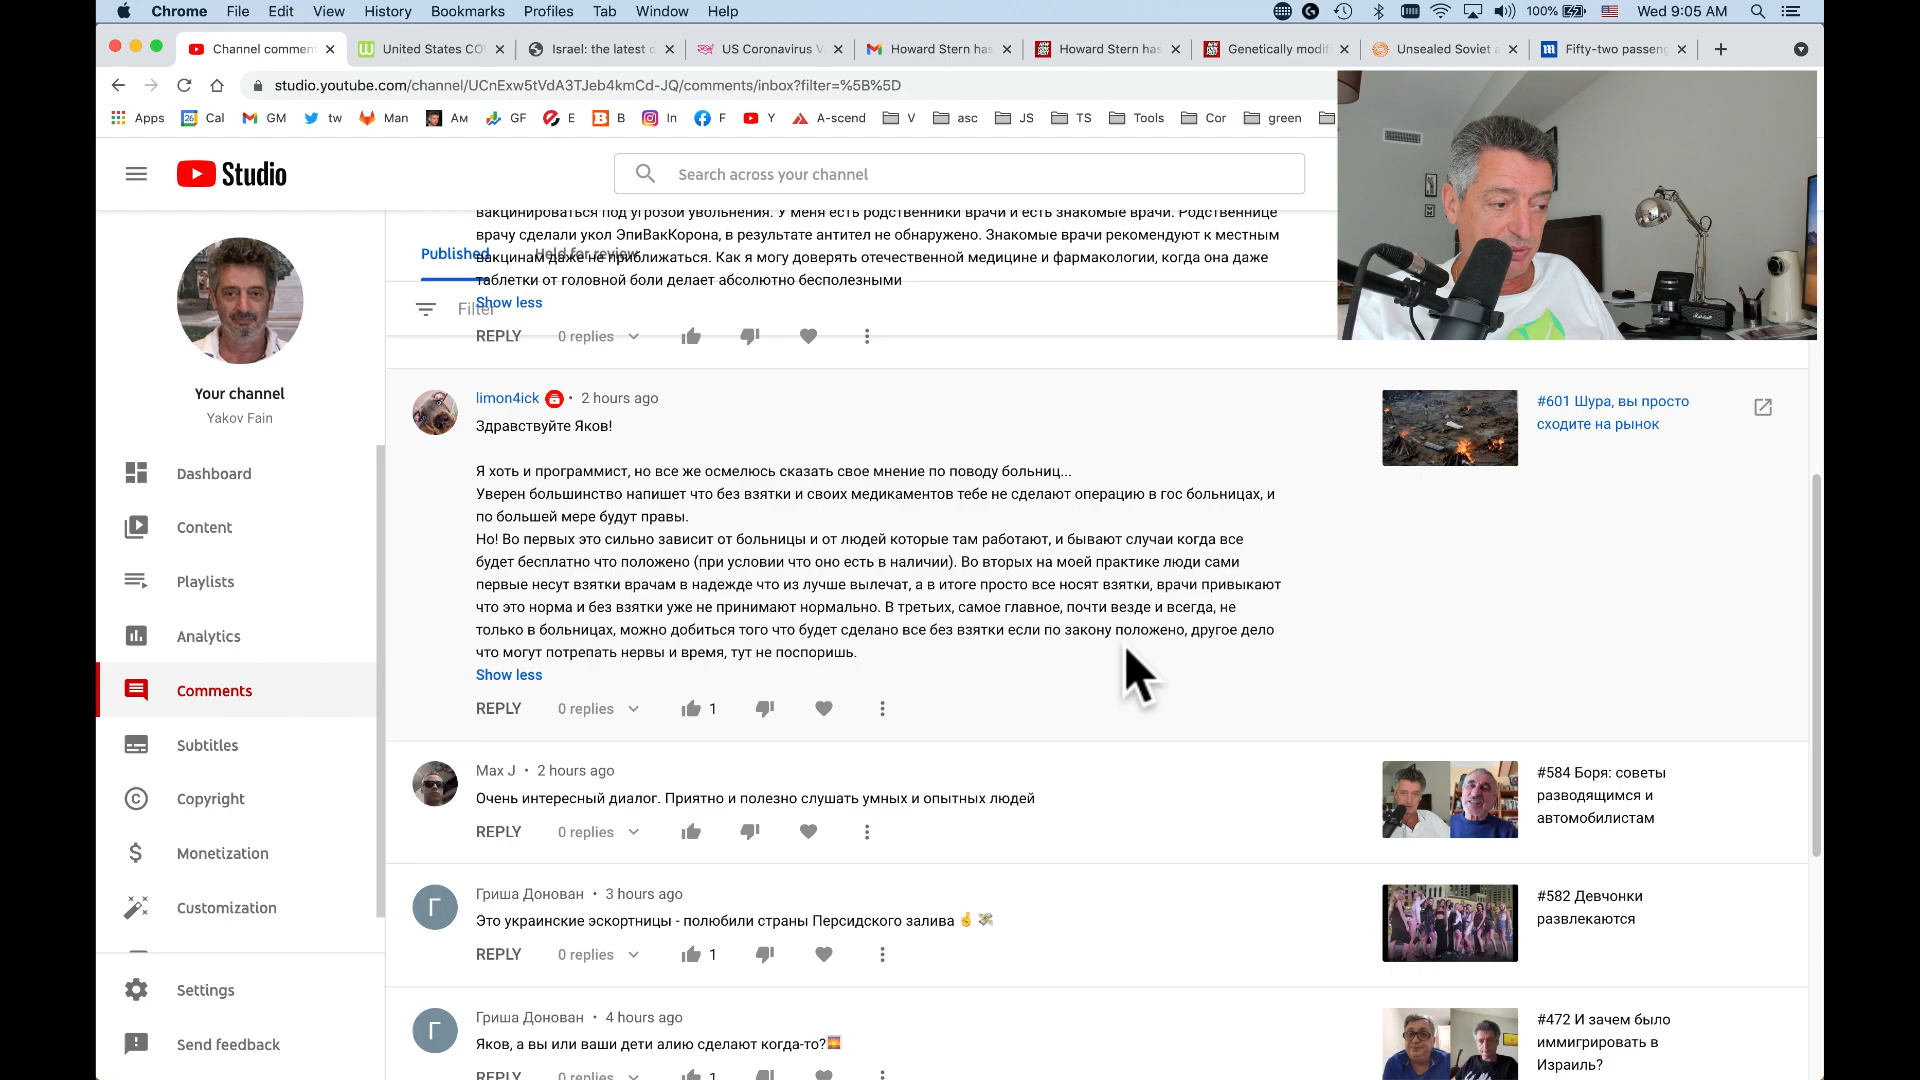 Chrome File Edit View History Bookmarks Profiles Tab Window Help 100% Wed 9:05 AM
Channel commen United States CO Israel: the latest c US Coronavirus V Howard Stern has Howard Stern has Genetically modif Unsealed Soviet a Fifty-two passeng
studio.youtube.com/channel/UCnExw5tVdA3TJeb4kmCd-JQ/comments/inbox?filter=%5B%5D
Apps Cal GM tw Man Ам GF E B In F Y A-scend V asc JS TS Tools Cor green
Studio
Search across your channel
вакцинироваться под угрозой увольнения. У меня есть родственники врачи и есть знакомые врачи. Родственнице
врачу сделали укол ЭпиВакКорона, в результате антител не обнаружено. Знакомые врачи рекомендуют к местным
Published Held for review
вакцинам даже не приближаться. Как я могу доверять отечественной медицине и фармакологии, когда она даже
таблетки от головной боли делает абсолютно бесполезными
Show less
Filter
REPLY 0 replies
Your channel
Yakov Fain
Dashboard
Content
Playlists
Analytics
Comments
Subtitles
Copyright
Monetization
Customization
Settings
Send feedback
limon4ick • 2 hours ago
Здравствуйте Яков!
Я хоть и программист, но все же осмелюсь сказать свое мнение по поводу больниц...
Уверен большинство напишет что без взятки и своих медикаментов тебе не сделают операцию в гос больницах, и
по большей мере будут правы.
Но! Во первых это сильно зависит от больницы и от людей которые там работают, и бывают случаи когда все
будет бесплатно что положено (при условии что оно есть в наличии). Во вторых на моей практике люди сами
первые несут взятки врачам в надежде что из лучше вылечат, а в итоге просто все носят взятки, врачи привыкают
что это норма и без взятки уже не принимают нормально. В третьих, самое главное, почти везде и всегда, не
только в больницах, можно добиться того что будет сделано все без взятки если по закону положено, другое дело
что могут потрепать нервы и время, тут не поспоришь.
Show less
REPLY 0 replies 1
#601 Шура, вы просто
сходите на рынок
Max J • 2 hours ago
Очень интересный диалог. Приятно и полезно слушать умных и опытных людей
REPLY 0 replies
#584 Боря: советы
разводящимся и
автомобилистам
Г
Гриша Донован • 3 hours ago
Это украинские эскортницы - полюбили страны Персидского залива 🤞 💸
REPLY 0 replies 1
#582 Девчонки
развлекаются
Г
Гриша Донован • 4 hours ago
Яков, а вы или ваши дети алию сделают когда-то?🌅
REPLY 0 replies 1
#472 И зачем было
иммигрировать в
Израиль?